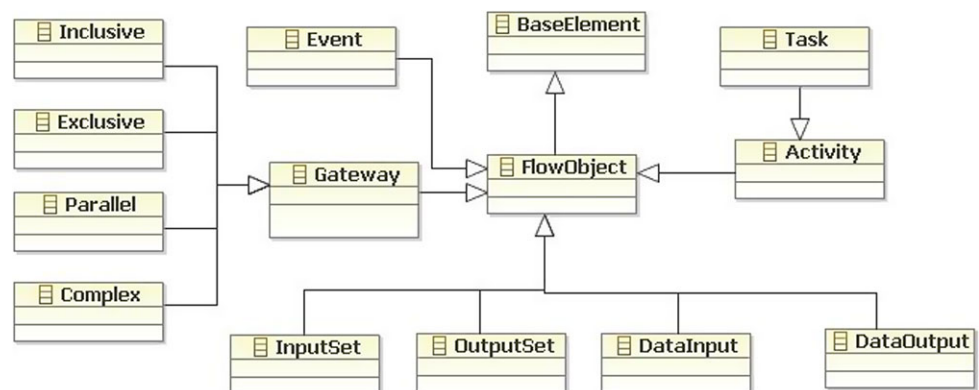 Inclusive
Event
BaseElement
Task
Exclusive
Gateway
FlowObject
Activity
Parallel
Complex
InputSet
OutputSet
DataInput
DataOutput